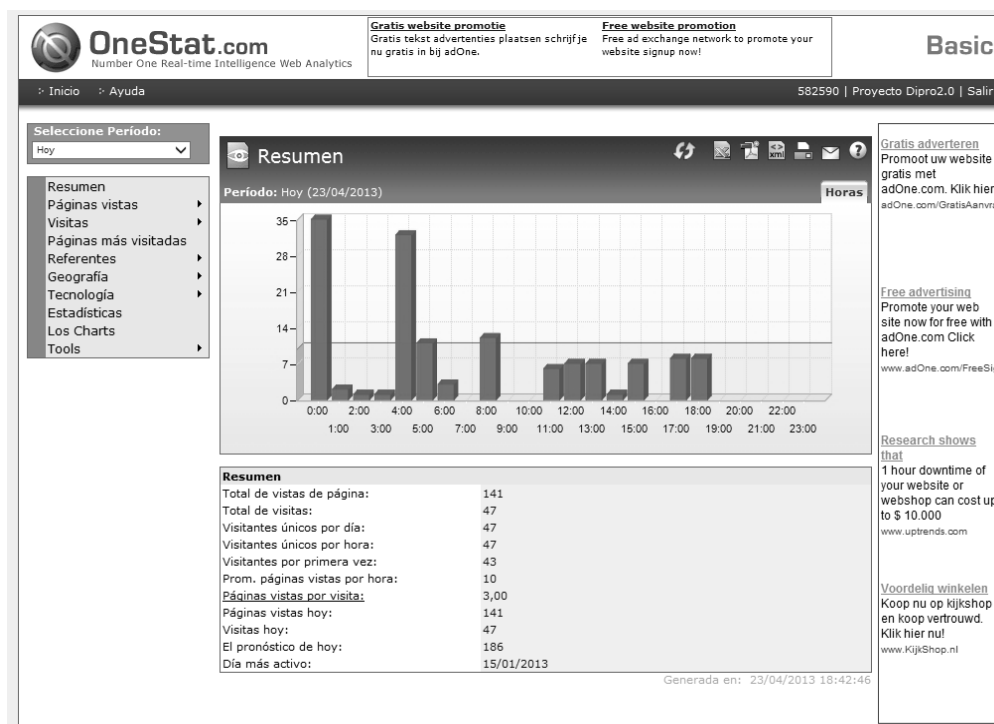 OneStat.com
Number One Real-time Intelligence Web Analytics
Gratis website promotie
Gratis tekst advertenties plaatsen schrijf je
nu gratis in bij adOne.
Free website promotion
Free ad exchange network to promote your
website signup now!
Basic
Inicio
Ayuda
582590 | Proyecto Dipro2.0 | Salir
Seleccione Período:
Hoy
Resumen
Páginas vistas
Visitas
Páginas más visitadas
Referentes
Geografía
Tecnología
Estadísticas
Los Charts
Tools
Resumen
xml
?
Período: Hoy (23/04/2013)
Horas
35
28
21
14
7
0
0:00 2:00 4:00 6:00 8:00 10:00 12:00 14:00 16:00 18:00 20:00 22:00
1:00 3:00 5:00 7:00 9:00 11:00 13:00 15:00 17:00 19:00 21:00 23:00
Resumen
Total de vistas de página: 141
Total de visitas: 47
Visitantes únicos por día: 47
Visitantes únicos por hora: 47
Visitantes por primera vez: 43
Prom. páginas vistas por hora: 10
Páginas vistas por visita: 3,00
Páginas vistas hoy: 141
Visitas hoy: 47
El pronóstico de hoy: 186
Día más activo: 15/01/2013
Generada en: 23/04/2013 18:42:46
Gratis adverteren
Promoot uw website
gratis met
adOne.com. Klik hier
adOne.com/GratisAanvra
Free advertising
Promote your web
site now for free with
adOne.com Click
here!
www.adOne.com/FreeSi
Research shows
that
1 hour downtime of
your website or
webshop can cost up
to $ 10.000
www.uptrends.com
Voordelig winkelen
Koop nu op kijkshop
en koop vertrouwd.
Klik hier nu!
www.KijkShop.nl